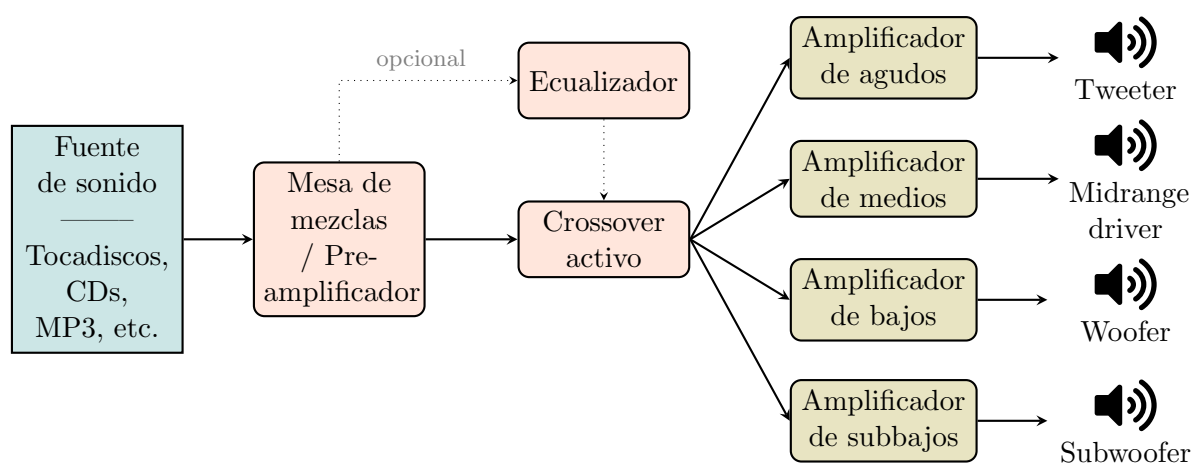 Fuente
de sonido
Tocadiscos,
CDs,
MP3, etc.
Mesa de
mezclas
/ Pre-
amplificador
opcional
Ecualizador
Crossover
activo
Amplificador
de agudos
Tweeter
Amplificador
de medios
Midrange
driver
Amplificador
de bajos
Woofer
Amplificador
de subbajos
Subwoofer